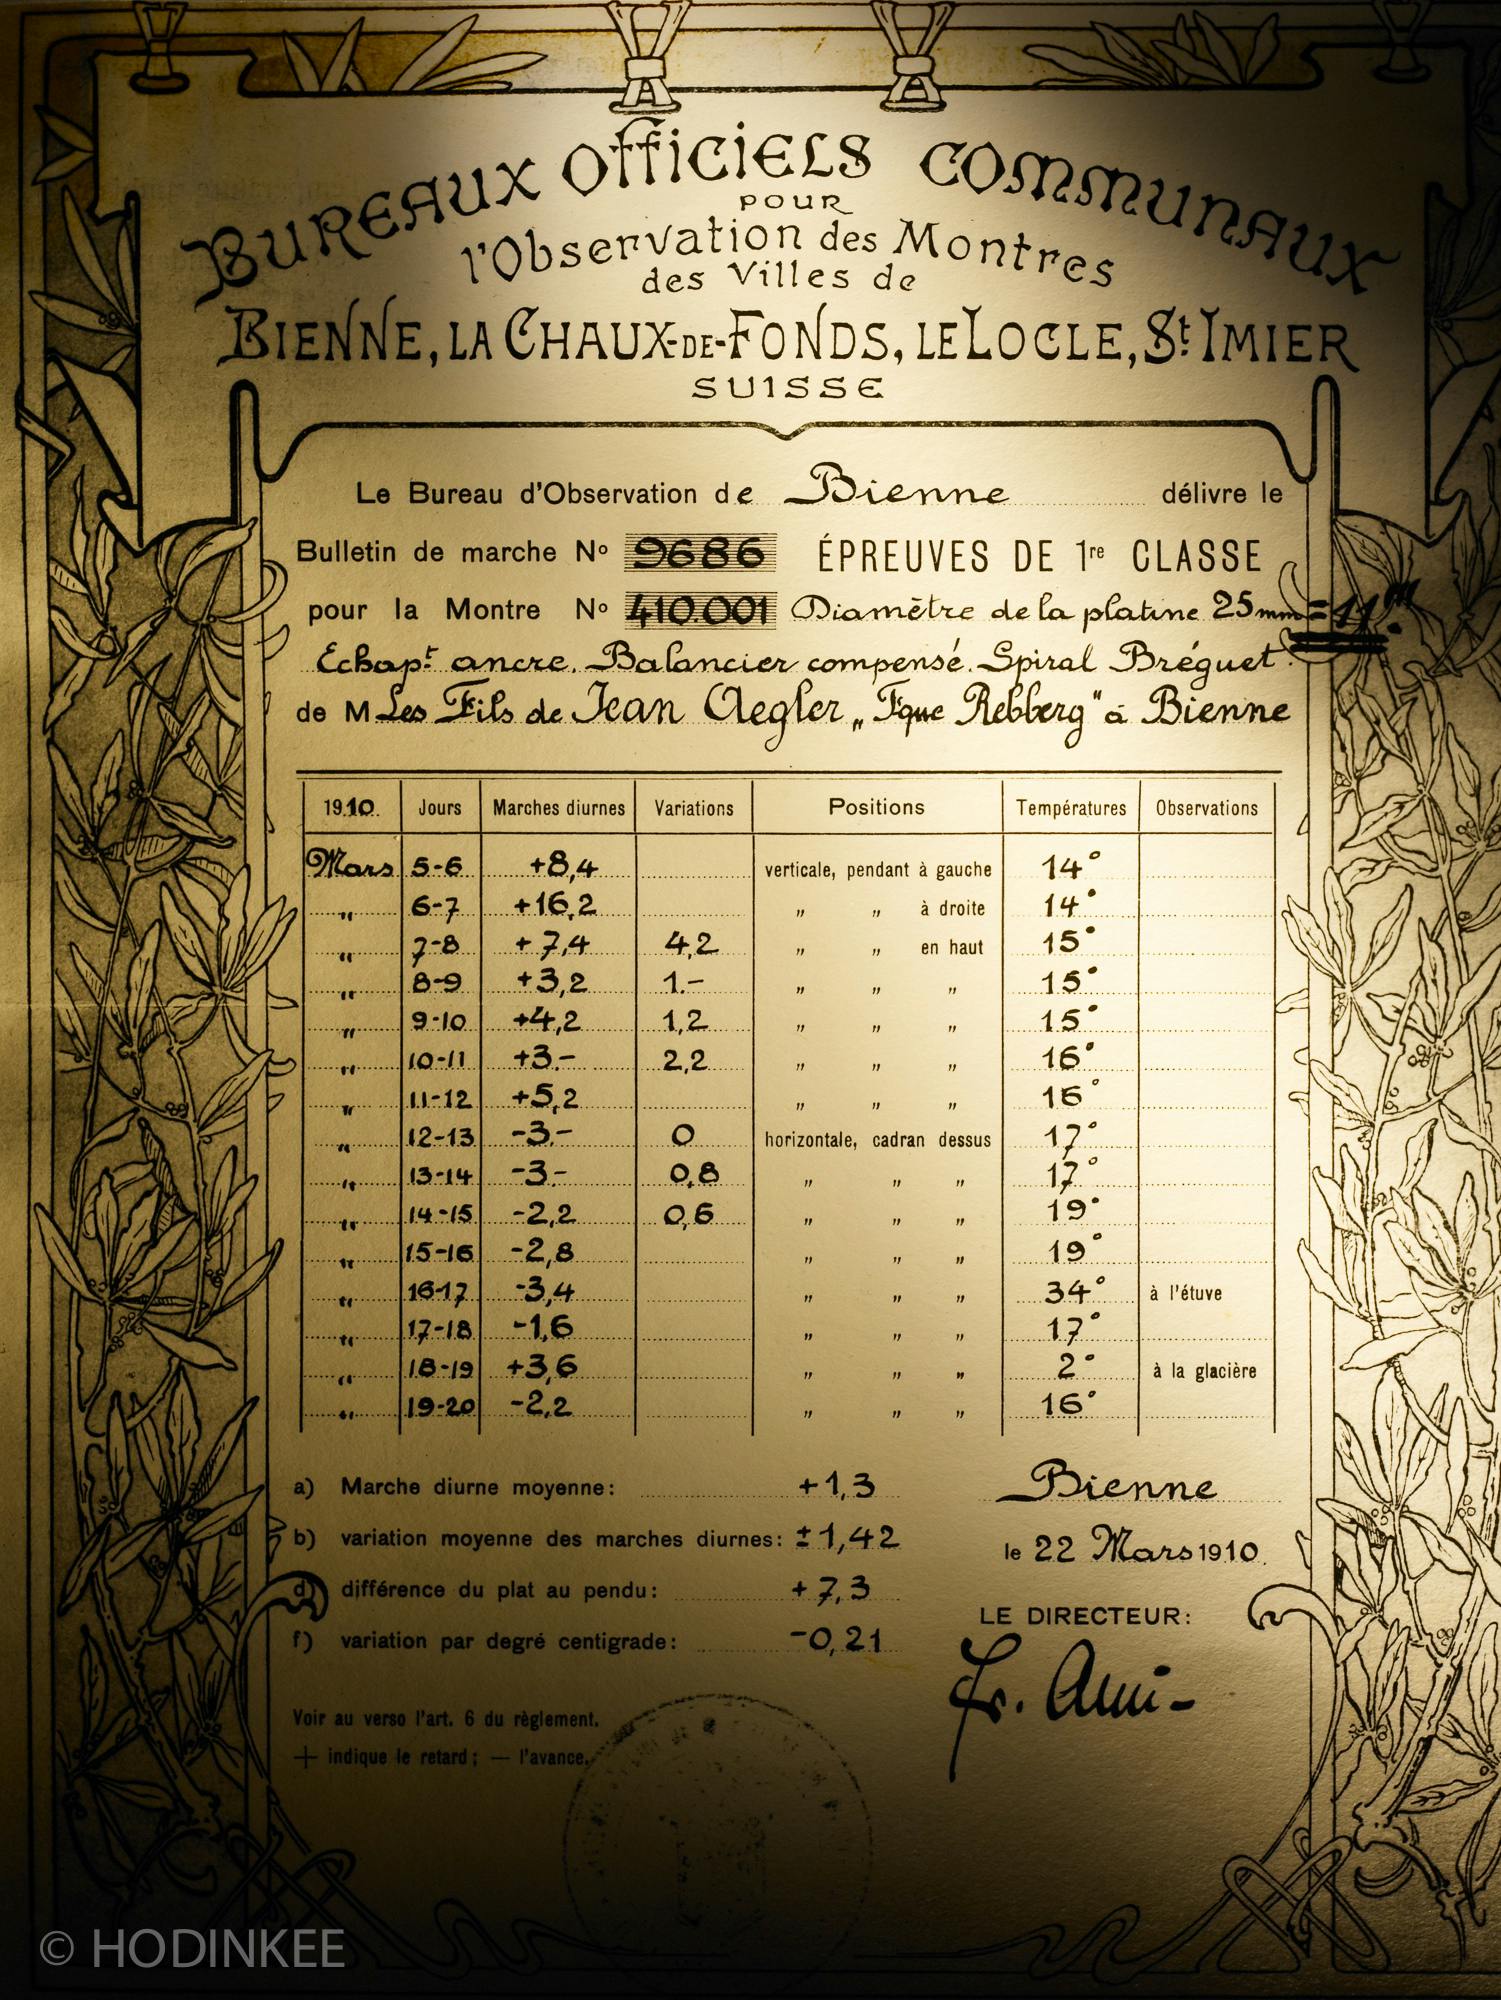 BUREAUX OFFICIELS COMMUNAUX
POUR
l'Observation des Montres
des Villes de
BIENNE, LA CHAUX-DE-FONDS, LE LOCLE, St IMIER
SUISSE
Le Bureau d'Observation de Bienne délivre le
Bulletin de marche No 9686 ÉPREUVES DE 1re CLASSE
pour la Montre No 410.001 Diamètre de la platine 25mm = 11'''
Echapt ancre. Balancier compensé. Spiral Bréguet.
de M Les Fils de Jean Aegler „Fque Rebberg" à Bienne
1910. Jours Marches diurnes Variations Positions Températures Observations
Mars 5-6 +8,4 verticale, pendant à gauche 14°
" 6-7 +16,2 " " à droite 14°
" 7-8 +7,4 4,2 " " en haut 15°
" 8-9 +3,2 1.- " " " 15°
" 9-10 +4,2 1,2 " " " 15°
" 10-11 +3.- 2,2 " " " 16°
" 11-12 +5,2 " " " 16°
" 12-13 -3.- 0 horizontale, cadran dessus 17°
" 13-14 -3- 0,8 " " " 17°
" 14-15 -2,2 0,6 " " " 19°
" 15-16 -2,8 " " " 19°
" 16-17 -3,4 " " " 34° à l'étuve
" 17-18 -1,6 " " " 17°
" 18-19 +3,6 " " " 2° à la glacière
" 19-20 -2,2 " " " 16°
a) Marche diurne moyenne: +1,3
b) variation moyenne des marches diurnes: ±1,42
d) différence du plat au pendu: +7,3
f) variation par degré centigrade: -0,21
Bienne
le 22 Mars 1910.
LE DIRECTEUR:
Voir au verso l'art. 6 du règlement.
+ indique le retard; — l'avance.
© HODINKEE